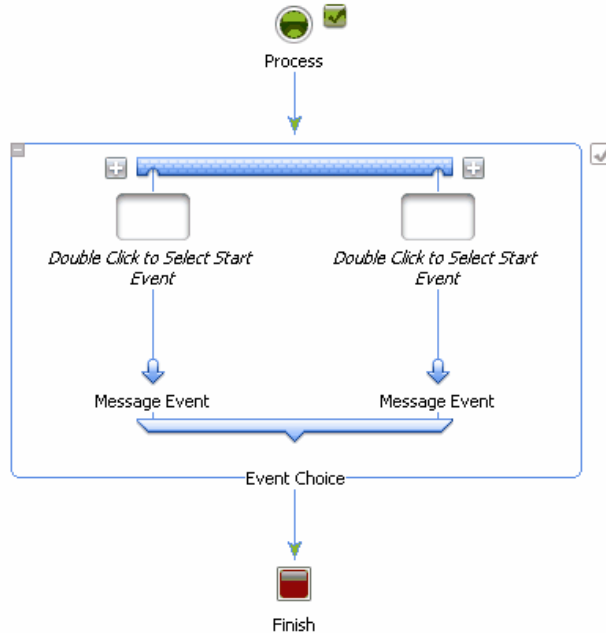 Process
Double Click to Select Start
Event
Double Click to Select Start
Event
Message Event
Message Event
Event Choice
Finish